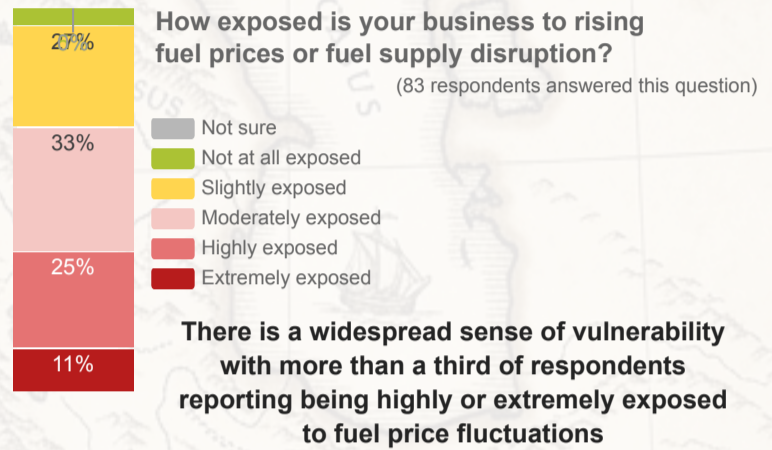 How exposed is your business to rising
fuel prices or fuel supply disruption?
(83 respondents answered this question)
27%
33%
25%
11%
Not sure
Not at all exposed
Slightly exposed
Moderately exposed
Highly exposed
Extremely exposed
There is a widespread sense of vulnerability
with more than a third of respondents
reporting being highly or extremely exposed
to fuel price fluctuations